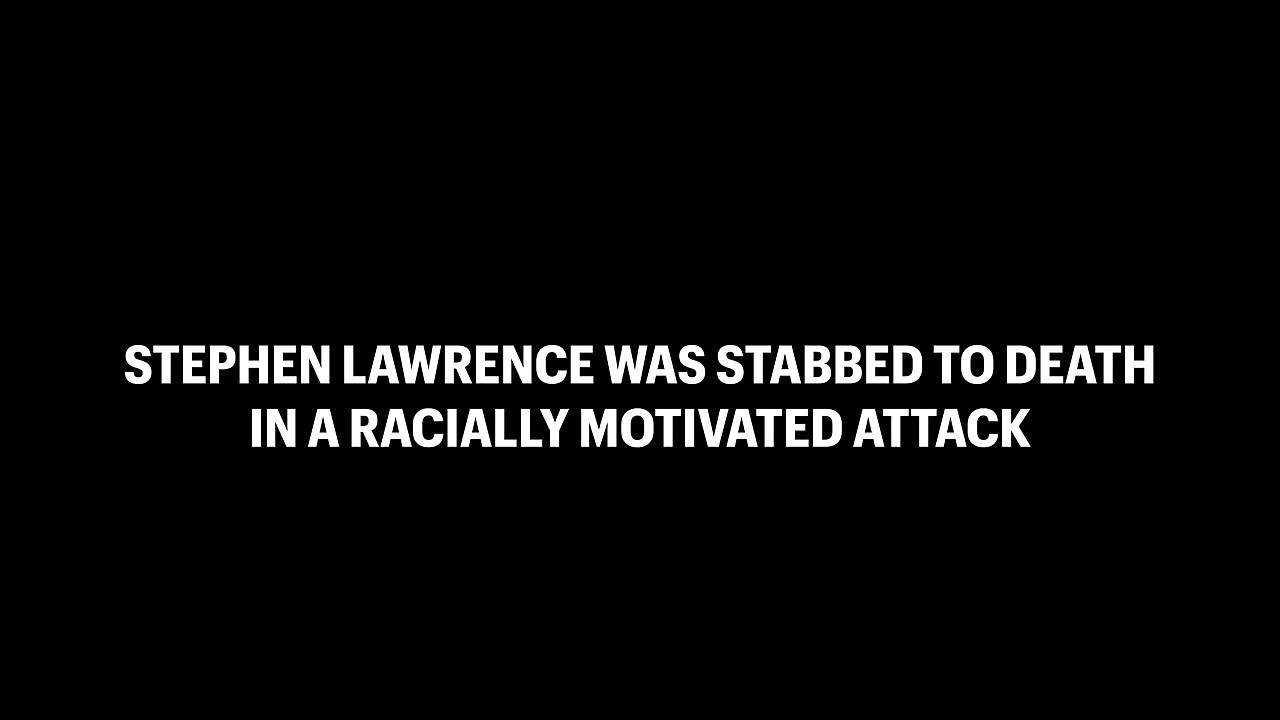 STEPHEN LAWRENCE WAS STABBED TO DEATH
IN A RACIALLY MOTIVATED ATTACK